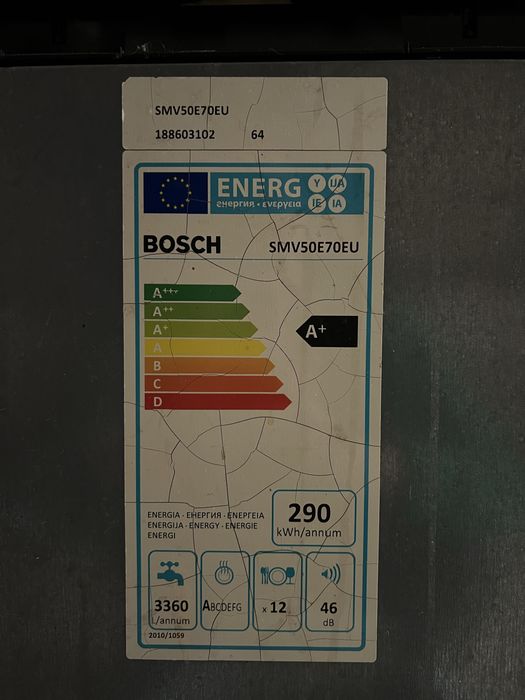 SMV50E70EU
188603102 64
ENERG Y IJA
енергия · ενεργεια IE IA
BOSCH SMV50E70EU
A+++
A++
A+
A+
A
B
C
D
ENERGIA · ЕНЕРГИЯ · ΕΝΕΡΓΕΙΑ
ENERGIJA · ENERGY · ENERGIE
ENERGI
290
kWh/annum
3360
L/annum
ABCDEFG
x 12
46
dB
2010/1059